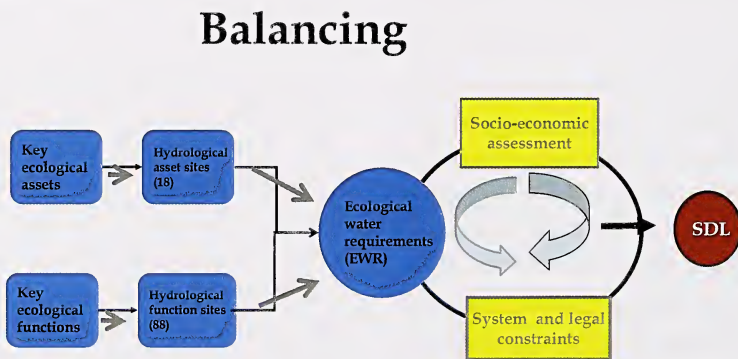 Balancing
Key
ecological
assets
Hydrological
asset sites
(18)
Key
ecological
functions
Hydrological
function sites
(88)
Ecological
water
requirements
(EWR)
Socio-economic
assessment
System and legal
constraints
SDL